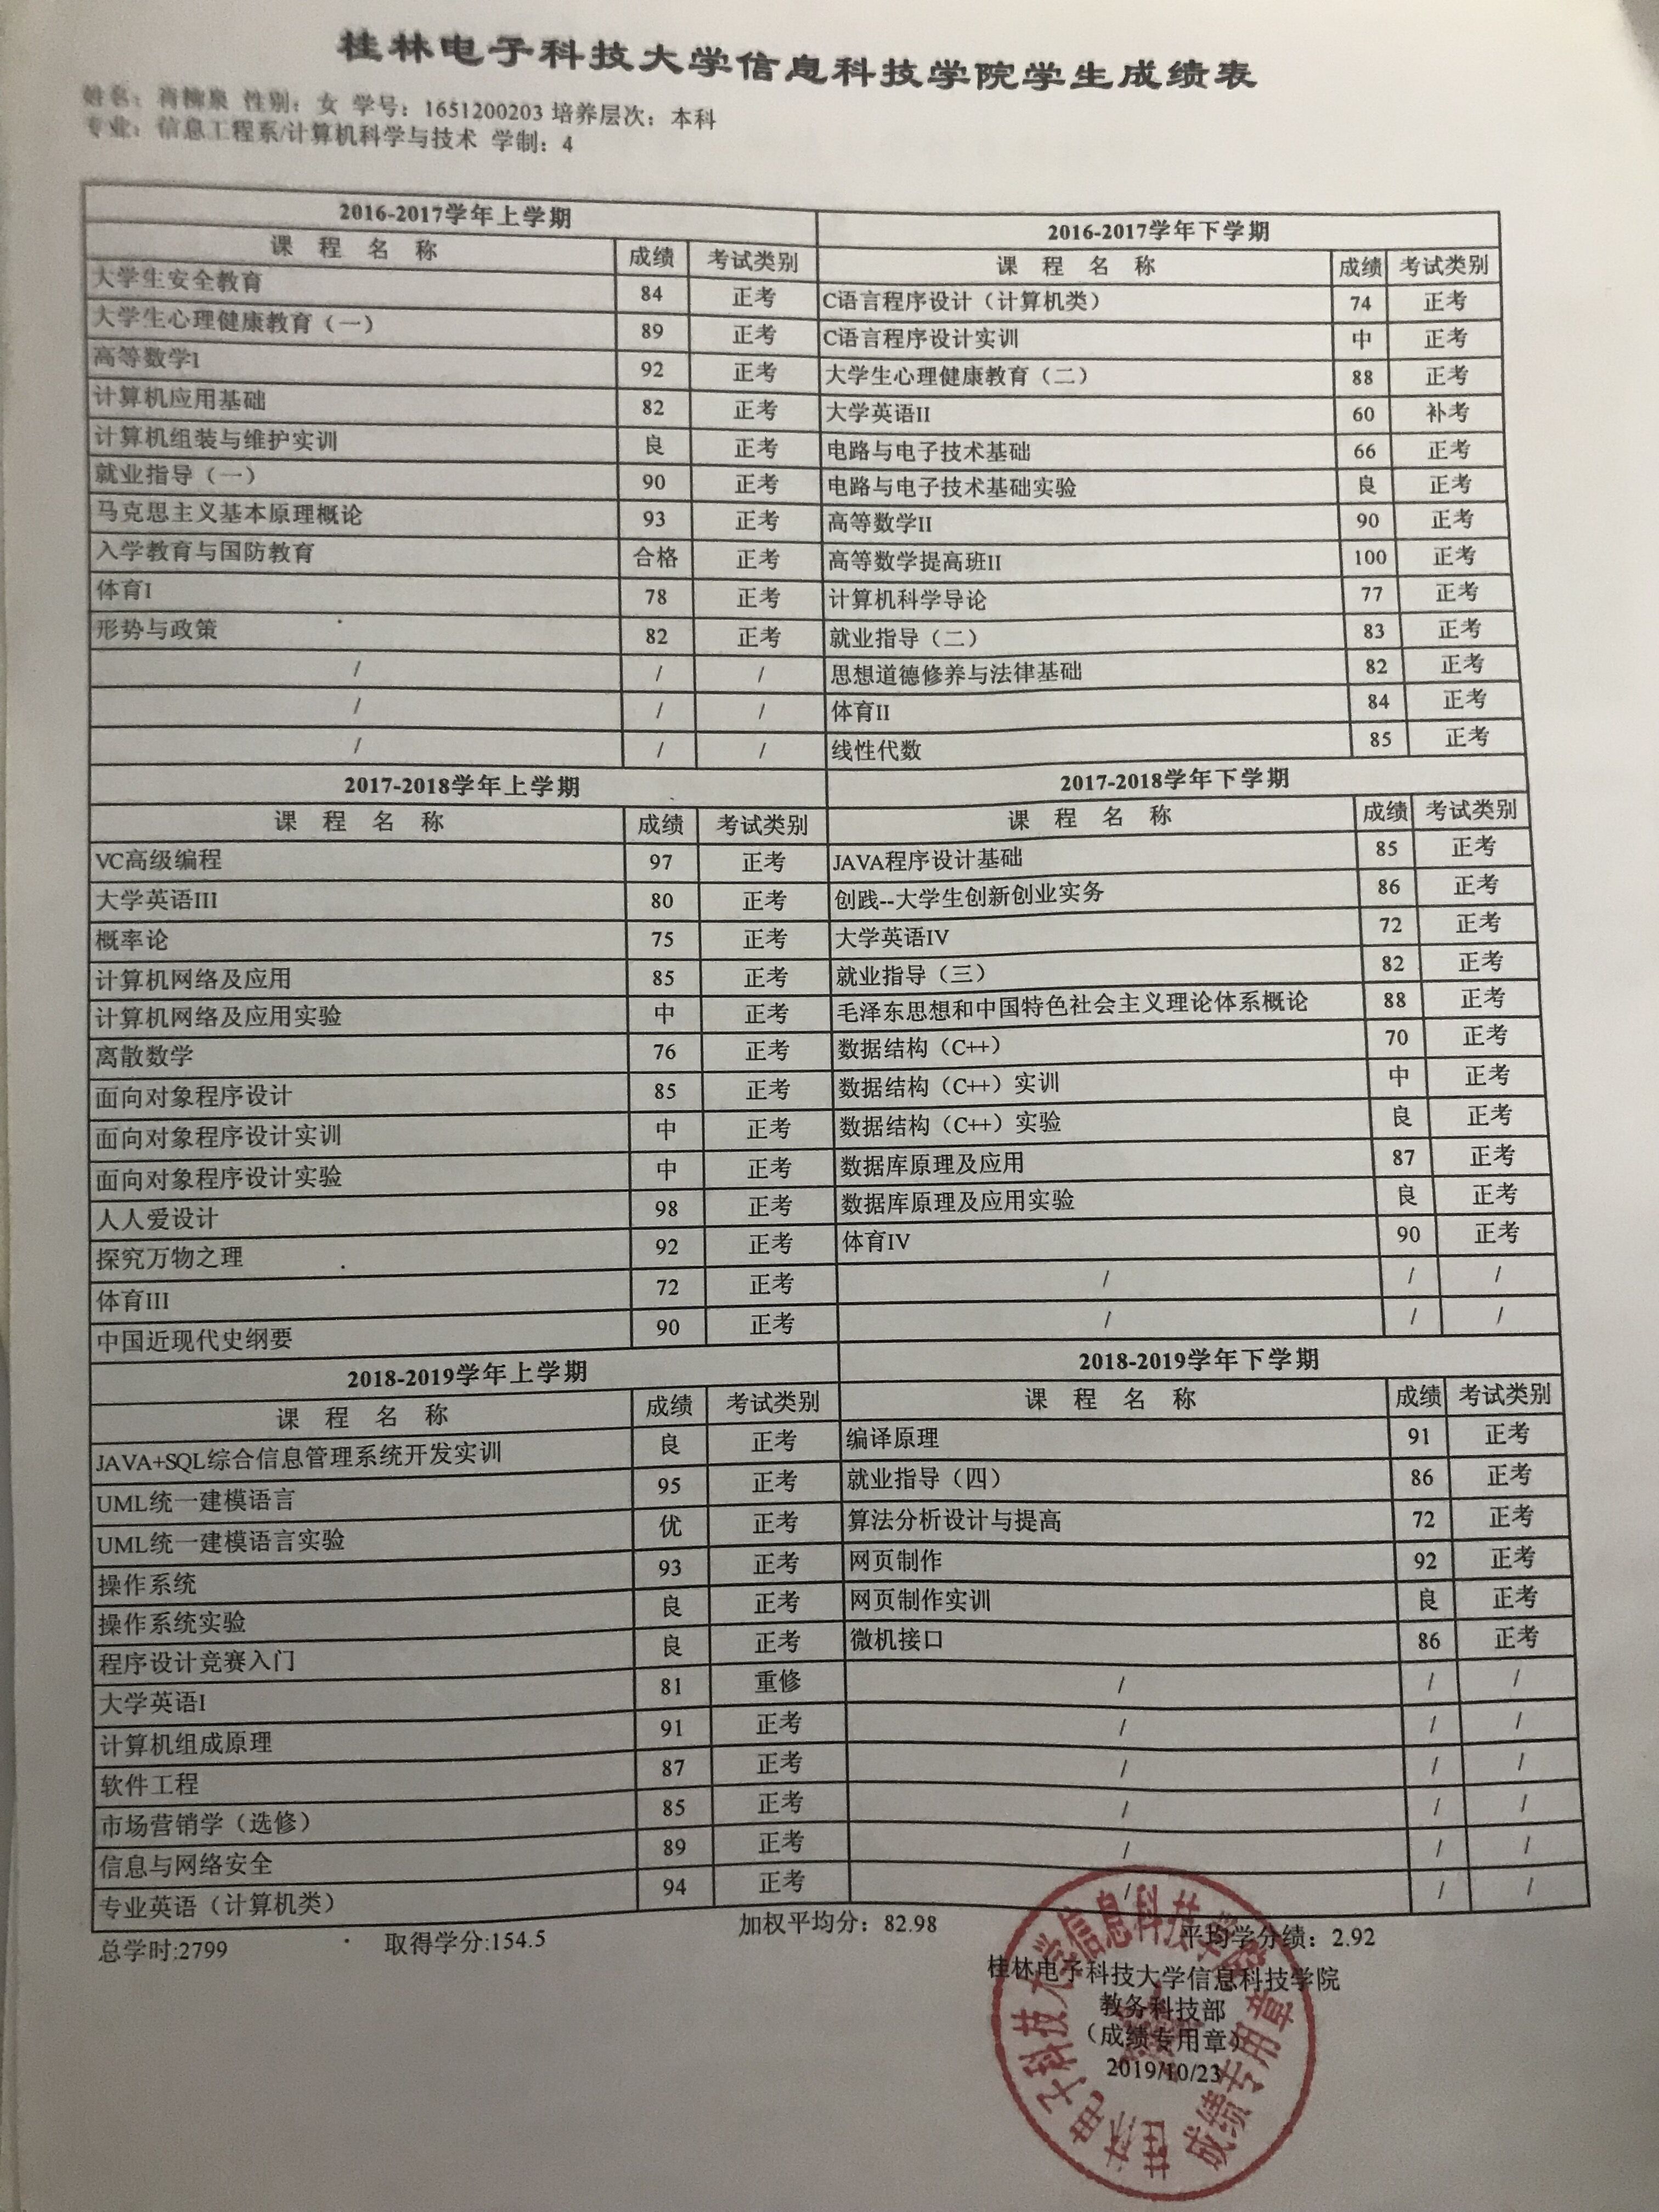 桂林电子科技大学信息科技学院学生成绩表
姓名：肖柳泉 性别：女 学号：1651200203 培养层次：本科
专业：信息工程系/计算机科学与技术 学制：4
2016-2017学年上学期 2016-2017学年下学期
课 程 名 称 成绩 考试类别 课 程 名 称 成绩 考试类别
大学生安全教育 84 正考 C语言程序设计（计算机类） 74 正考
大学生心理健康教育（一） 89 正考 C语言程序设计实训 中 正考
高等数学I 92 正考 大学生心理健康教育（二） 88 正考
计算机应用基础 82 正考 大学英语II 60 补考
计算机组装与维护实训 良 正考 电路与电子技术基础 66 正考
就业指导（一） 90 正考 电路与电子技术基础实验 良 正考
马克思主义基本原理概论 93 正考 高等数学II 90 正考
入学教育与国防教育 合格 正考 高等数学提高班II 100 正考
体育I 78 正考 计算机科学导论 77 正考
形势与政策 82 正考 就业指导（二） 83 正考
/ / / 思想道德修养与法律基础 82 正考
/ / / 体育II 84 正考
/ / / 线性代数 85 正考
2017-2018学年上学期 2017-2018学年下学期
课 程 名 称 成绩 考试类别 课 程 名 称 成绩 考试类别
VC高级编程 97 正考 JAVA程序设计基础 85 正考
大学英语III 80 正考 创践--大学生创新创业实务 86 正考
概率论 75 正考 大学英语IV 72 正考
计算机网络及应用 85 正考 就业指导（三） 82 正考
计算机网络及应用实验 中 正考 毛泽东思想和中国特色社会主义理论体系概论 88 正考
离散数学 76 正考 数据结构（C++） 70 正考
面向对象程序设计 85 正考 数据结构（C++）实训 中 正考
面向对象程序设计实训 中 正考 数据结构（C++）实验 良 正考
面向对象程序设计实验 中 正考 数据库原理及应用 87 正考
人人爱设计 98 正考 数据库原理及应用实验 良 正考
探究万物之理 92 正考 体育IV 90 正考
体育III 72 正考 / / /
中国近现代史纲要 90 正考 / / /
2018-2019学年上学期 2018-2019学年下学期
课 程 名 称 成绩 考试类别 课 程 名 称 成绩 考试类别
JAVA+SQL综合信息管理系统开发实训 良 正考 编译原理 91 正考
UML统一建模语言 95 正考 就业指导（四） 86 正考
UML统一建模语言实验 优 正考 算法分析设计与提高 72 正考
操作系统 93 正考 网页制作 92 正考
操作系统实验 良 正考 网页制作实训 良 正考
程序设计竞赛入门 良 正考 微机接口 86 正考
大学英语I 81 重修 / / /
计算机组成原理 91 正考 / / /
软件工程 87 正考 / / /
市场营销学（选修） 85 正考 / / /
信息与网络安全 89 正考 / / /
专业英语（计算机类） 94 正考 / / /
总学时:2799 取得学分:154.5 加权平均分：82.98 平均学分绩：2.92
桂林电子科技大学信息科技学院
教务科技部
（成绩专用章）
2019/10/23
桂林电子科技大学信息科技学院
成绩专用章